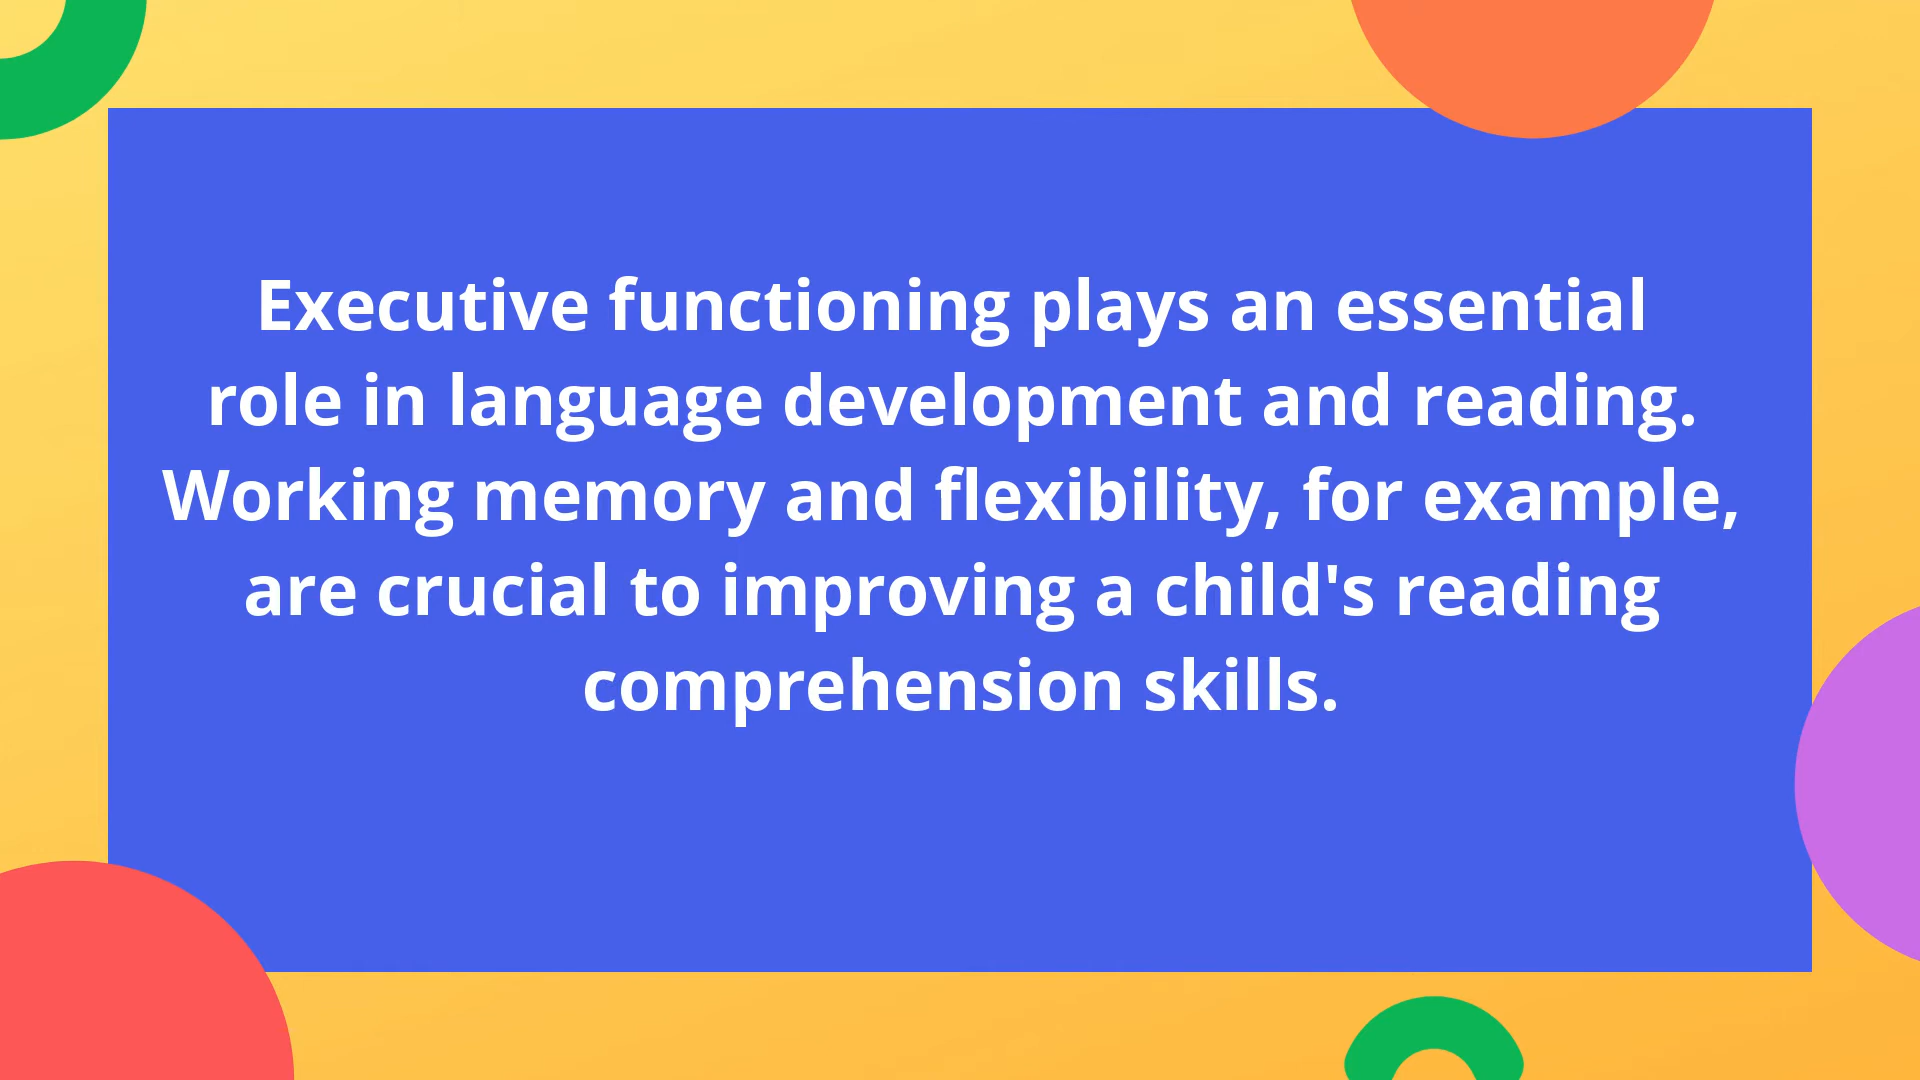 Executive functioning plays an essential
role in language development and reading.
Working memory and flexibility, for example,
are crucial to improving a child's reading
comprehension skills.